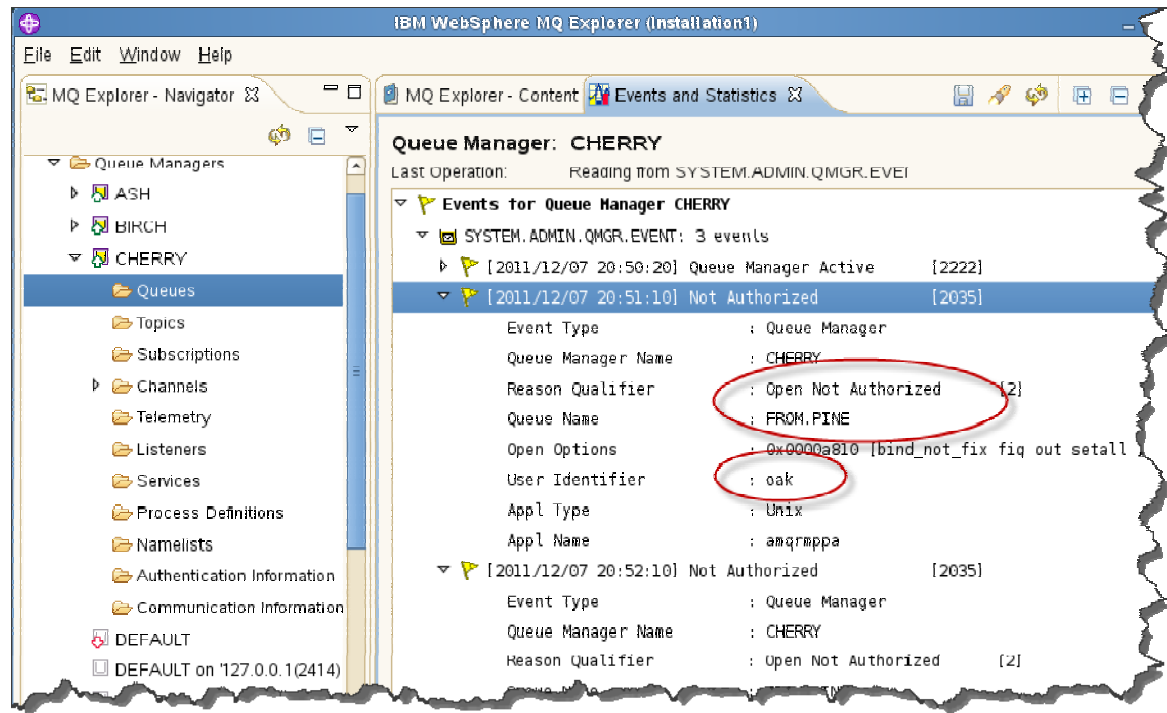 IBM WebSphere MQ Explorer (Installation1)
File Edit Window Help
MQ Explorer - Navigator
Queue Managers
ASH
BIRCH
CHERRY
Queues
Topics
Subscriptions
Channels
Telemetry
Listeners
Services
Process Definitions
Namelists
Authentication Information
Communication Information
DEFAULT
DEFAULT on '127.0.0.1(2414)
MQ Explorer - Content Events and Statistics
Queue Manager: CHERRY
Last Operation: Reading from SYSTEM.ADMIN.QMGR.EVEI
Events for Queue Manager CHERRY
SYSTEM.ADMIN.QMGR.EVENT: 3 events
[2011/12/07 20:50:20] Queue Manager Active [2222]
[2011/12/07 20:51:10] Not Authorized [2035]
Event Type : Queue Manager
Queue Manager Name : CHERRY
Reason Qualifier : Open Not Authorized [2]
Queue Name : FROM.PINE
Open Options : 0x0000a810 [bind_not_fix fiq out setall
User Identifier : oak
Appl Type : Unix
Appl Name : amqrmppa
[2011/12/07 20:52:10] Not Authorized [2035]
Event Type : Queue Manager
Queue Manager Name : CHERRY
Reason Qualifier : Open Not Authorized [2]